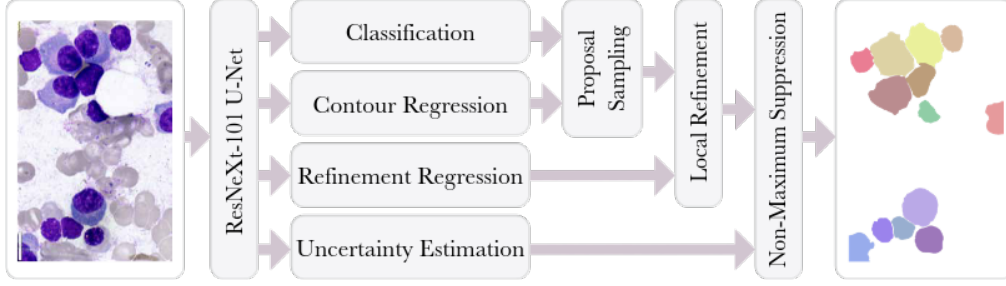 ResNeXt-101 U-Net
Classification
Contour Regression
Refinement Regression
Uncertainty Estimation
Proposal
Sampling
Local Refinement
Non-Maximum Suppression